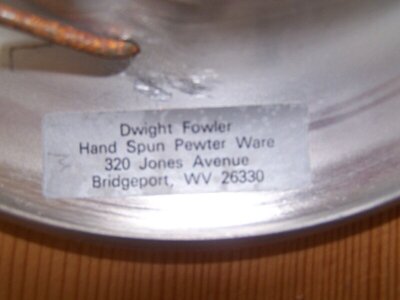 Dwight Fowler
Hand Spun Pewter Ware
320 Jones Avenue
Bridgeport, WV 26330